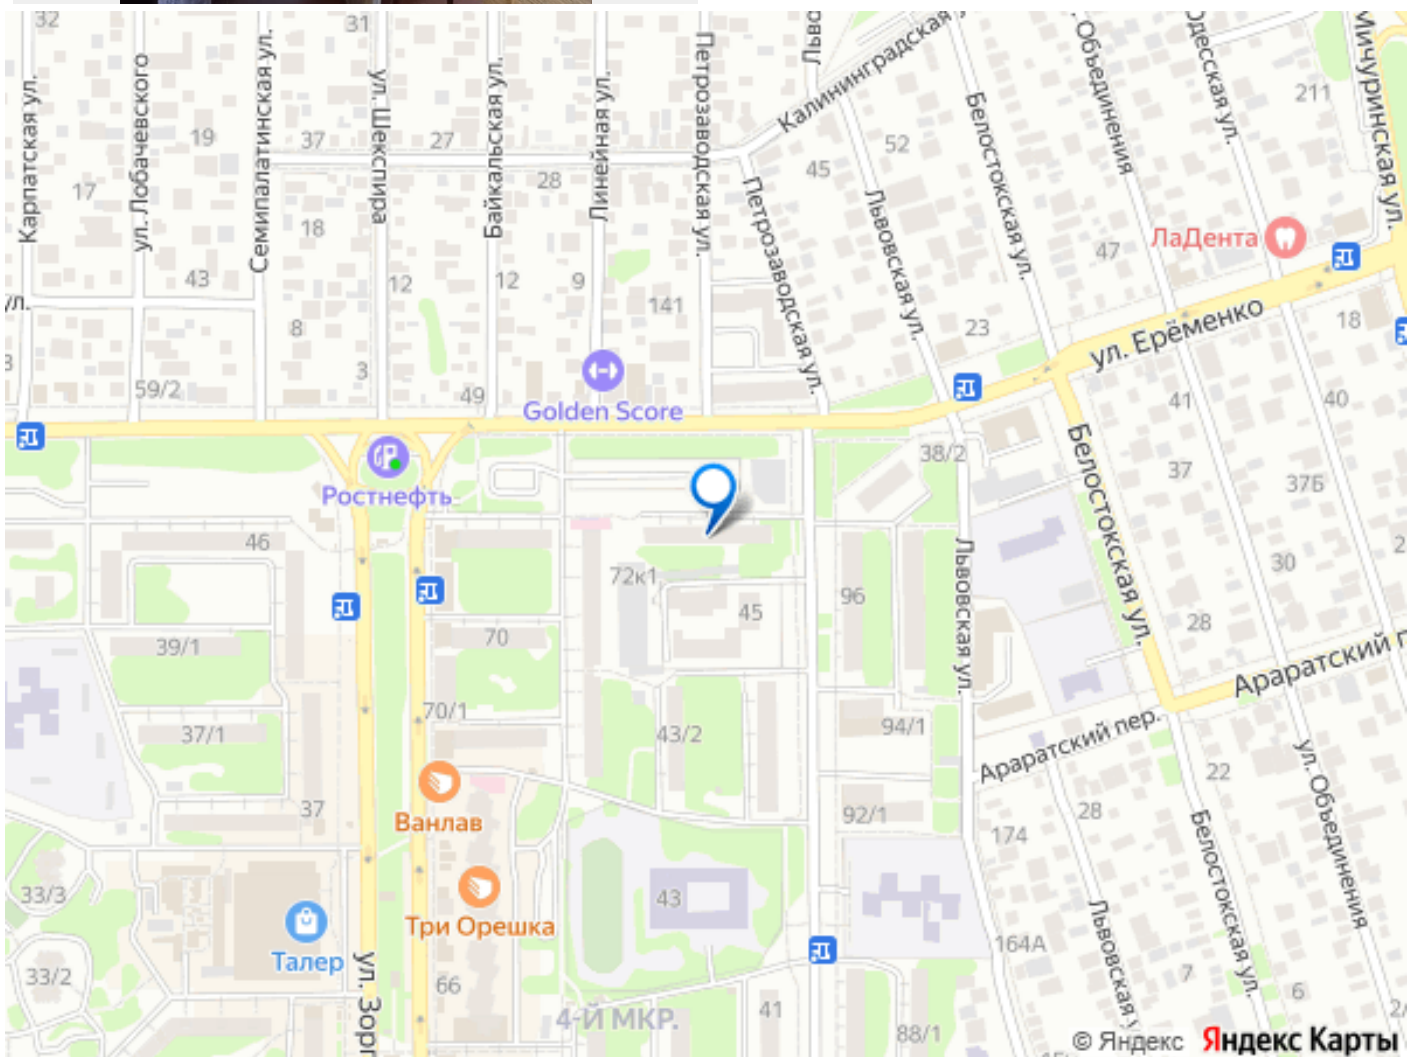 32
31
Петрозаводская ул.
Льво
Калининградская у
ул. Объединения
Одесская ул.
Мичуринская ул.
Карпатская ул.
ул. Лобачевского
Семипалатинская ул.
ул. Шекспира
Байкальская ул.
Линейная ул.
211
19
37
27
52
45
Белостокская ул.
17
28
Петрозаводская ул.
Львовская ул.
18
47
ЛаДента
43
12
12
9
141
ул.
8
23
ул. Ерёменко
18
3
59/2
49
Golden Score
41
40
38/2
Белостокская ул.
37
37Б
Ростнефть
46
Львовская ул.
72к1
30
2
96
45
28
39/1
70
Араратский п
70/1
37/1
43/2
94/1
Араратский пер.
ул. Объединения
22
37
Ванлав
92/1
28
174
Белостокская ул.
33/3
43
Три Орешка
Львовская у
Талер
164А
33/2
ул. Зорг
66
7
6
4-Й МКР.
41
88/1
2/
© Яндекс Яндекс Карты